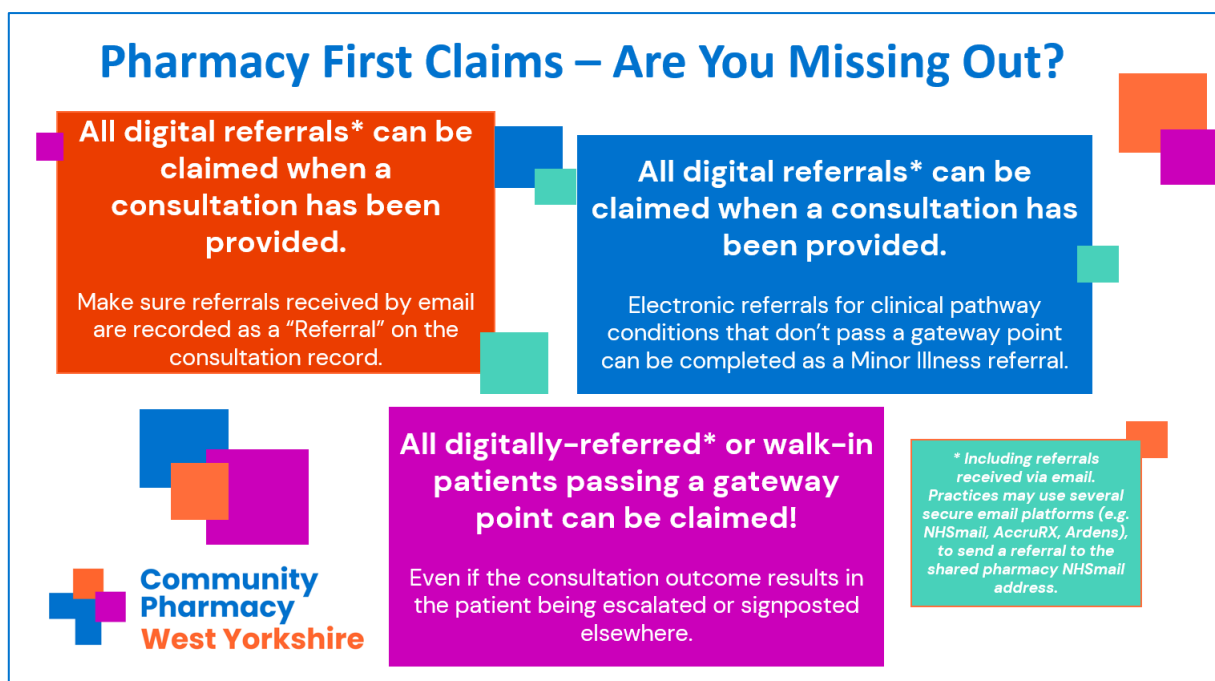 Pharmacy First Claims – Are You Missing Out?
All digital referrals* can be
claimed when a
consultation has been
provided.
Make sure referrals received by email
are recorded as a “Referral” on the
consultation record.
All digital referrals* can be
claimed when a consultation has
been provided.
Electronic referrals for clinical pathway
conditions that don’t pass a gateway point
can be completed as a Minor Illness referral.
All digitally-referred* or walk-in
patients passing a gateway
point can be claimed!
Even if the consultation outcome results in
the patient being escalated or signposted
elsewhere.
* Including referrals
received via email.
Practices may use several
secure email platforms (e.g.
NHSmail, AccruRX, Ardens),
to send a referral to the
shared pharmacy NHSmail
address.
Community
Pharmacy
West Yorkshire